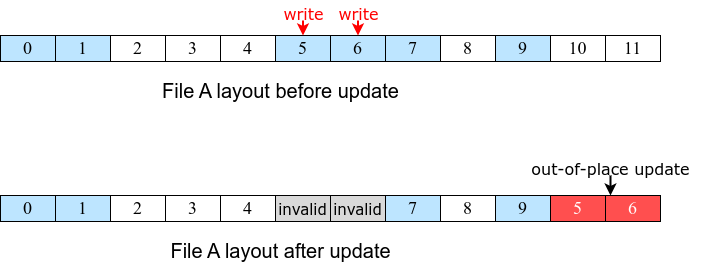 write write
0 1 2 3 4 5 6 7 8 9 10 11
File A layout before update
out-of-place update
0 1 2 3 4 invalid invalid 7 8 9 5 6
File A layout after update